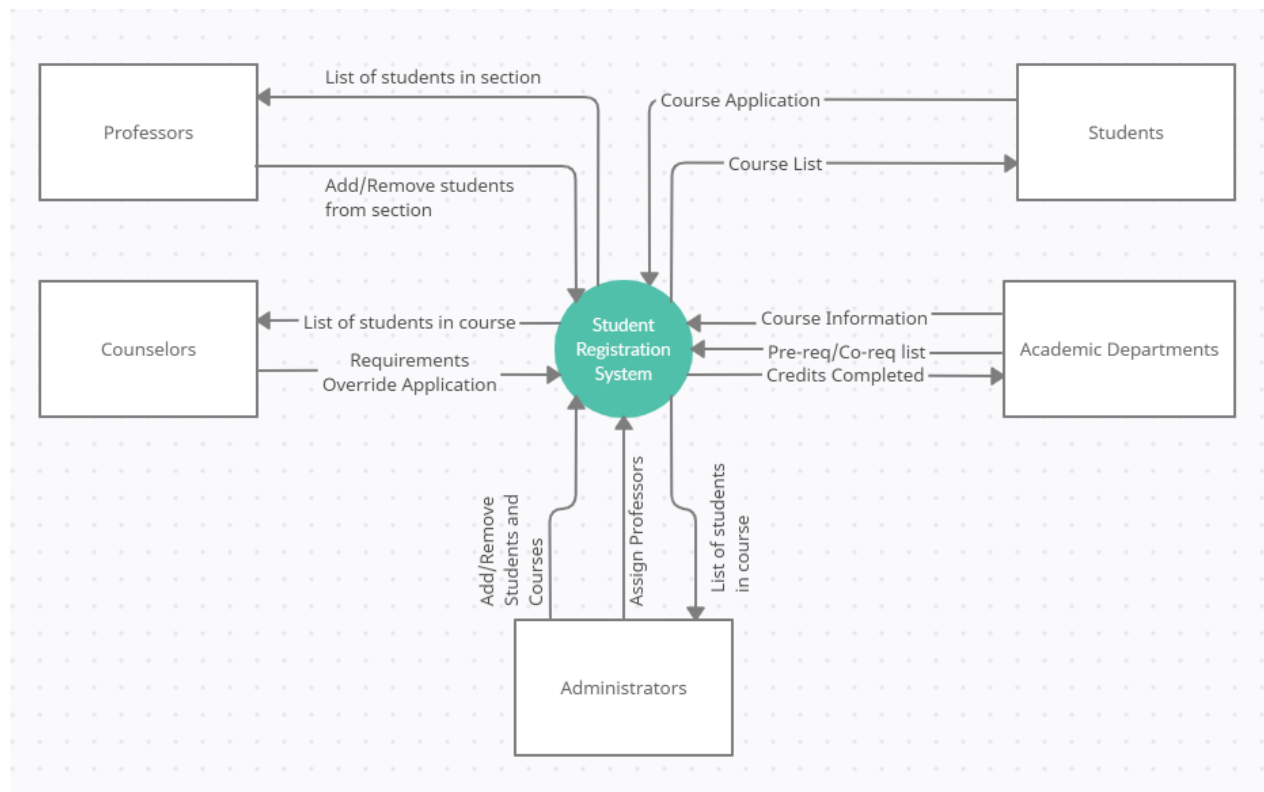 List of students in section
Professors
Add/Remove students
from section
Course Application
Students
Course List
Counselors
List of students in course
Requirements
Override Application
Student
Registration
System
Course Information
Pre-req/Co-req list
Credits Completed
Academic Departments
Add/Remove
Students and
Courses
Assign Professors
List of students
in course
Administrators